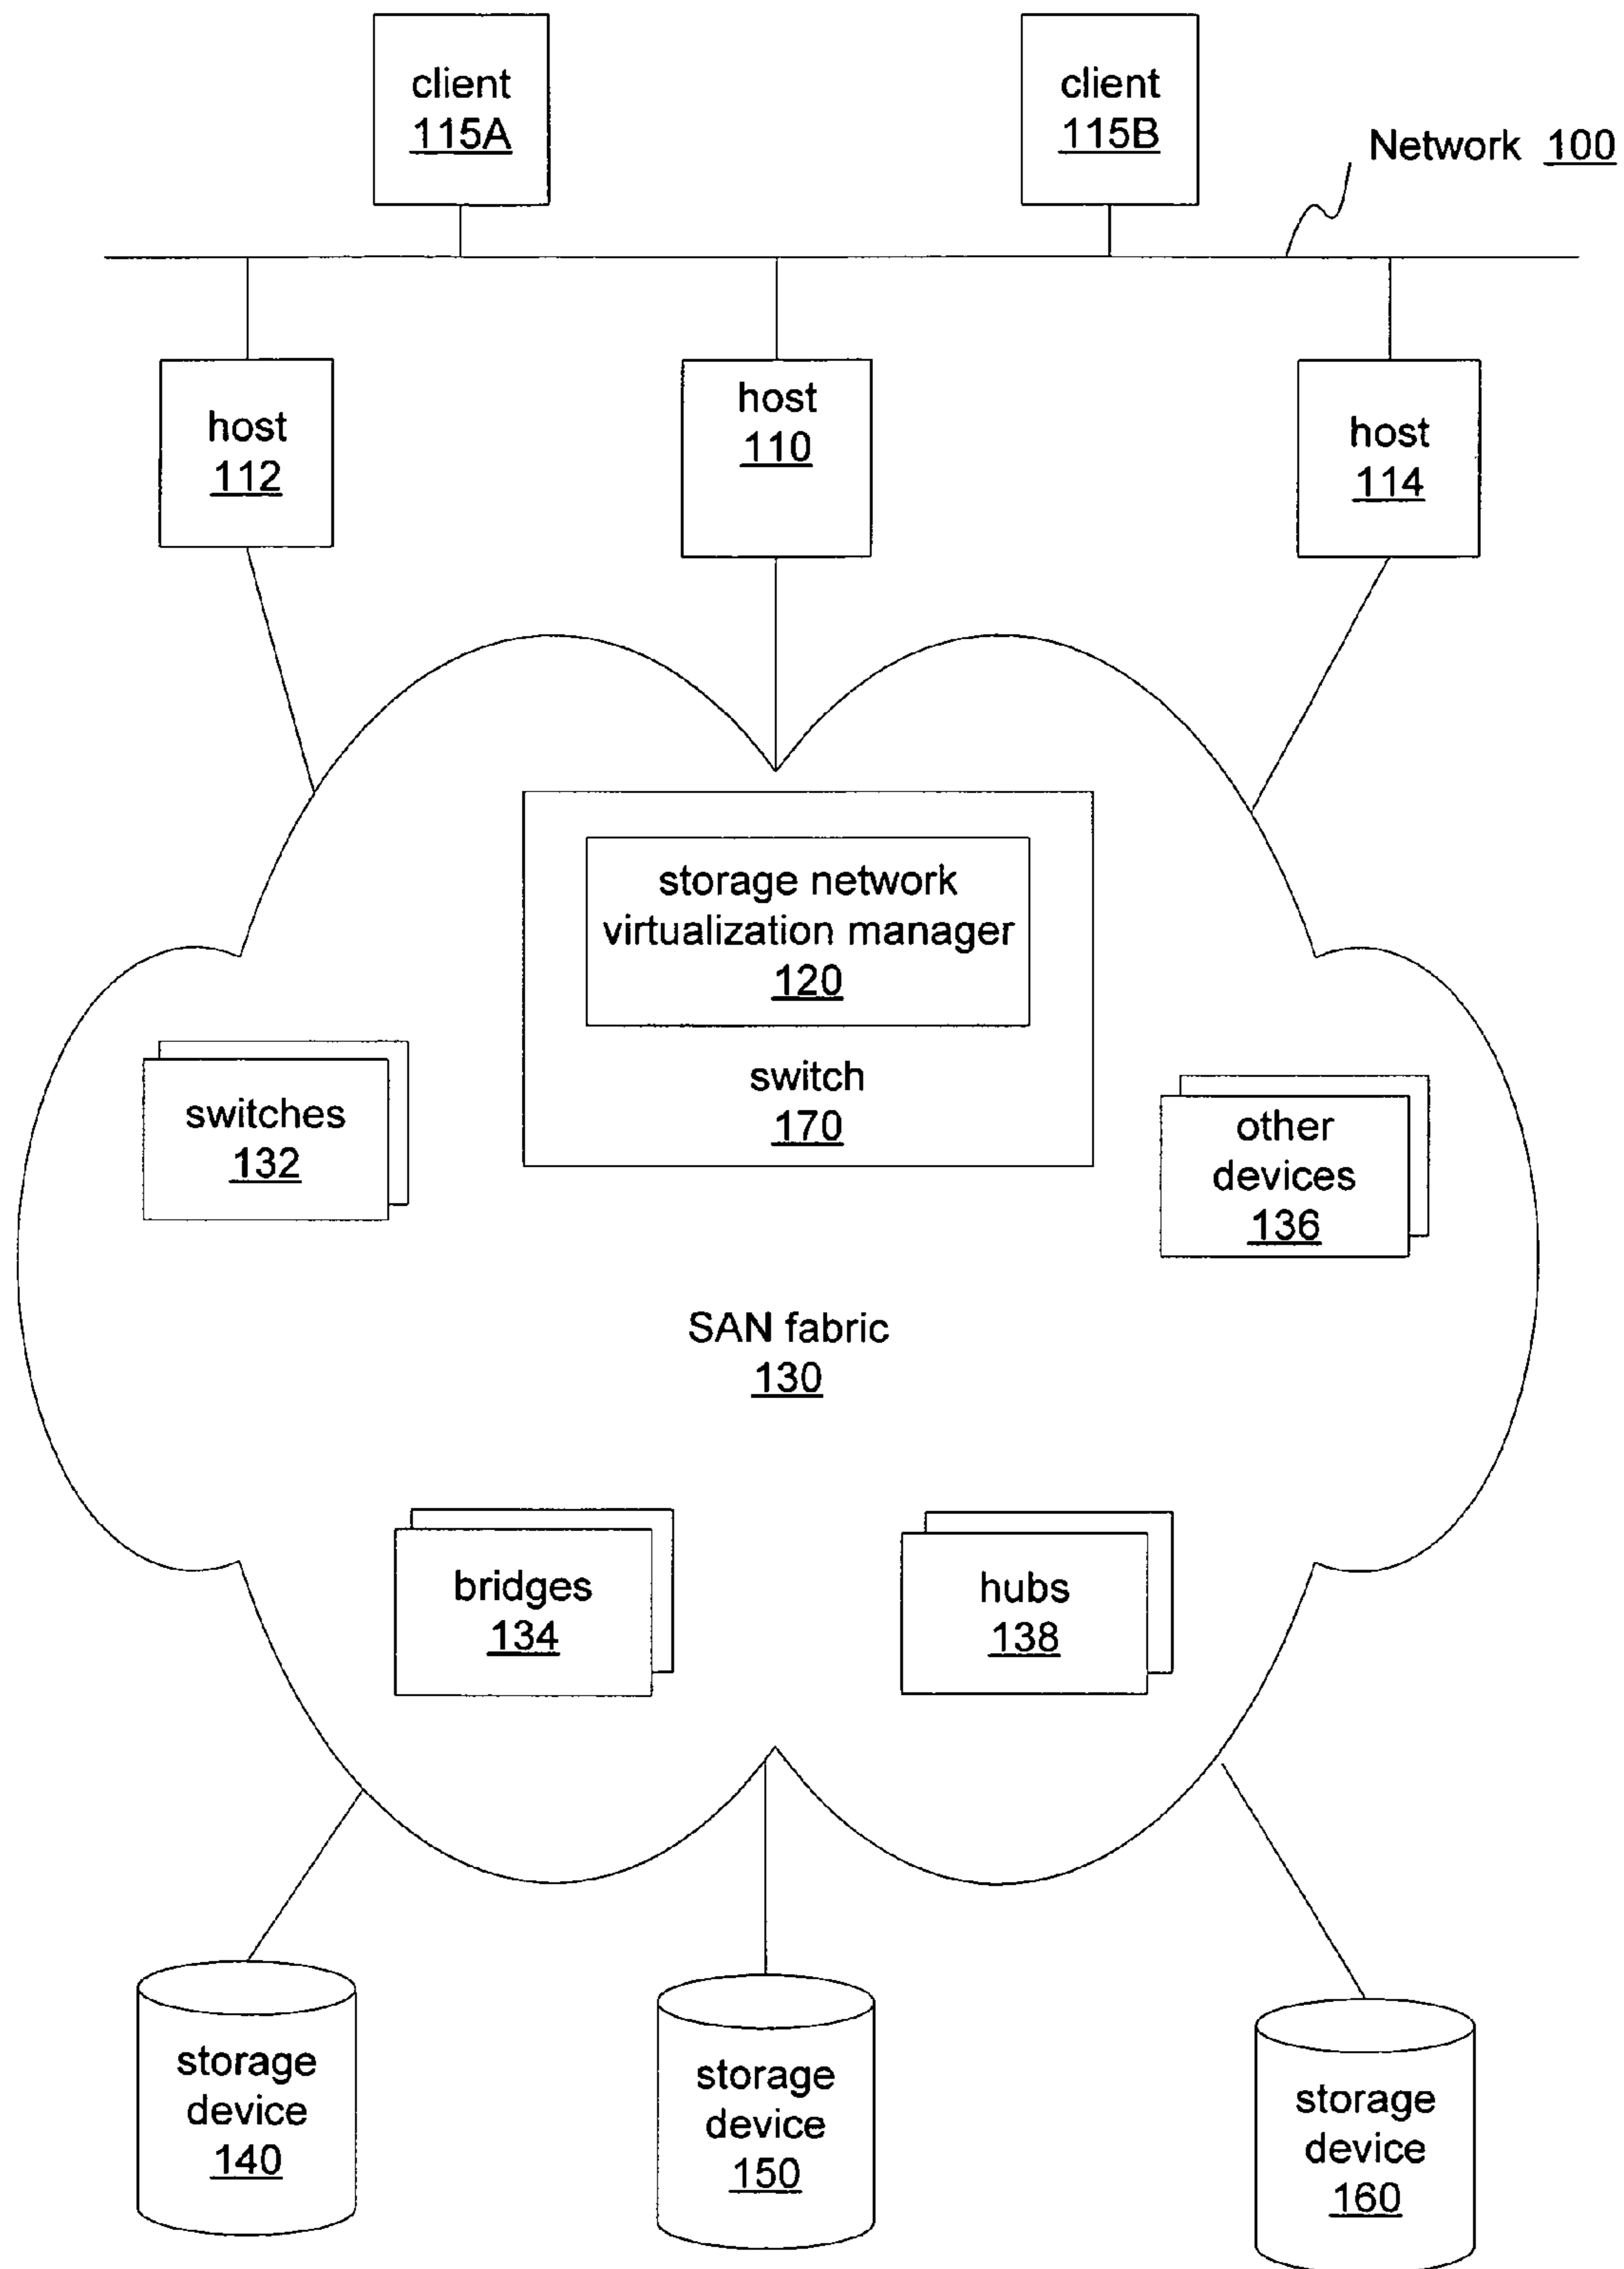 client
115A
client
115B
Network 100
host
112
host
110
host
114
storage network
virtualization manager
120
switch
170
switches
132
other
devices
136
SAN fabric
130
bridges
134
hubs
138
storage
device
140
storage
device
150
storage
device
160